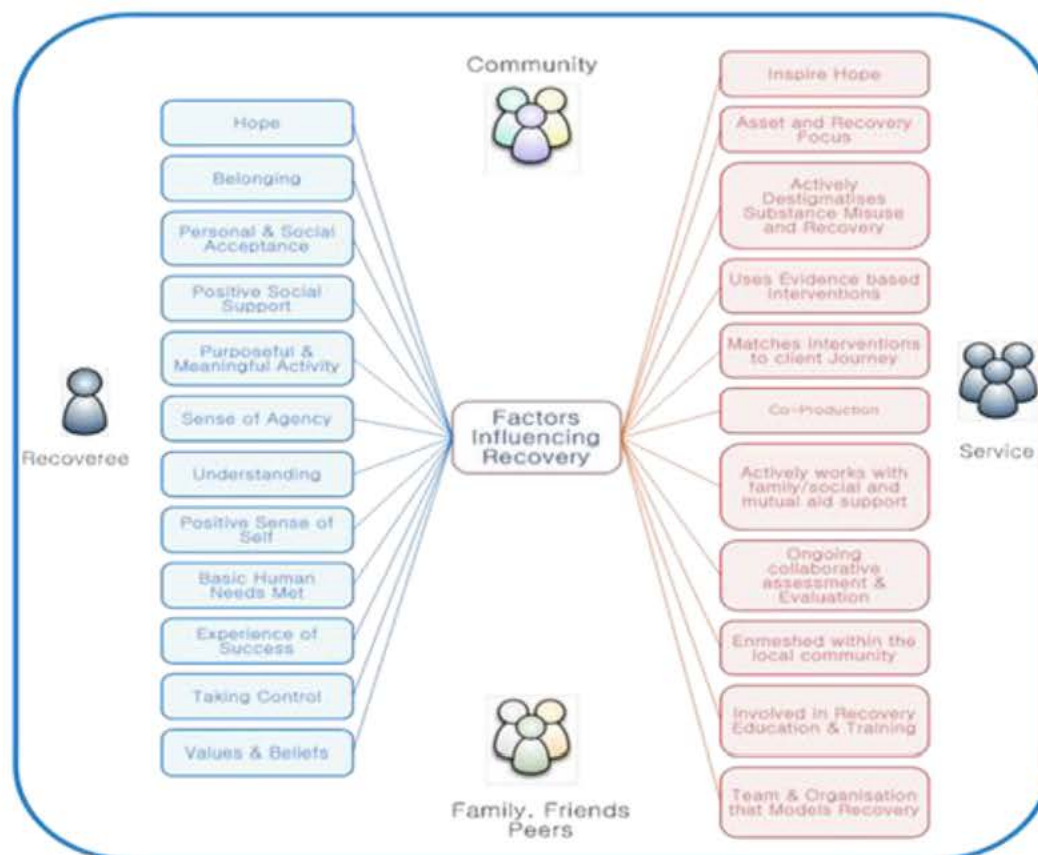 Community
Hope
Belonging
Personal & Social
Acceptance
Positive Social
Support
Purposeful &
Meaningful Activity
Sense of Agency
Understanding
Positive Sense of
Self
Basic Human
Needs Met
Experience of
Success
Taking Control
Values & Beliefs
Recoveree
Factors
Influencing
Recovery
Inspire Hope
Asset and Recovery
Focus
Actively
Destigmatises
Substance Misuse
and Recovery
Uses Evidence based
Interventions
Matches Interventions
to client Journey
Co-Production
Actively works with
family/social and
mutual aid support
Ongoing
collaborative
assessment &
Evaluation
Enmeshed within the
local community
Involved in Recovery
Education & Training
Team & Organisation
that Models Recovery
Service
Family, Friends
Peers